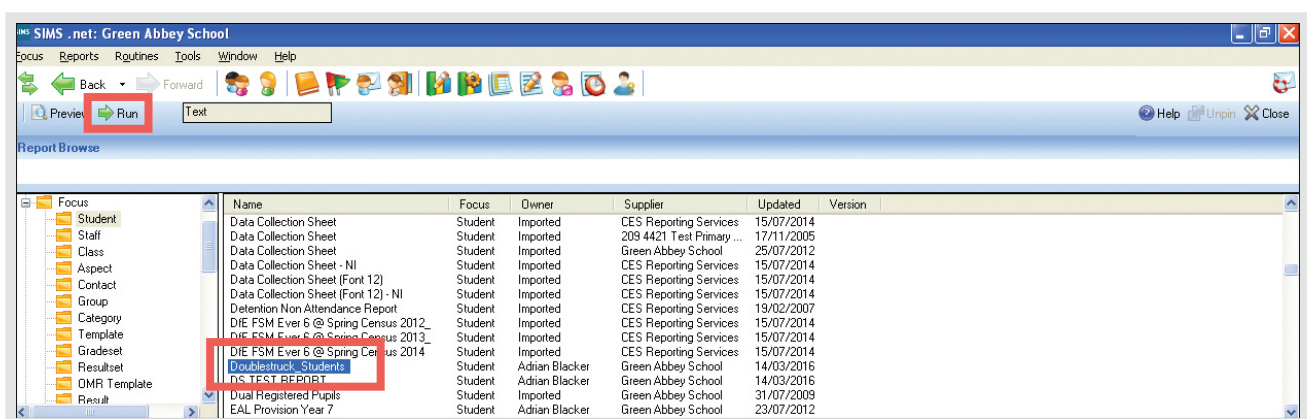 SIMS .net: Green Abbey School
Focus Reports Routines Tools Window Help
Back Forward
Preview Run Text Help Unpin Close
Report Browse
Focus
Student
Staff
Class
Aspect
Contact
Group
Category
Template
Gradeset
Resultset
OMR Template
Result
Name Focus Owner Supplier Updated Version
Data Collection Sheet Student Imported CES Reporting Services 15/07/2014
Data Collection Sheet Student Imported 209 4421 Test Primary ... 17/11/2005
Data Collection Sheet Student Imported Green Abbey School 25/07/2012
Data Collection Sheet - NI Student Imported CES Reporting Services 15/07/2014
Data Collection Sheet (Font 12) Student Imported CES Reporting Services 15/07/2014
Data Collection Sheet (Font 12) - NI Student Imported CES Reporting Services 15/07/2014
Detention Non Attendance Report Student Imported CES Reporting Services 19/02/2007
DfE FSM Ever 6 @ Spring Census 2012_ Student Imported CES Reporting Services 15/07/2014
DfE FSM Ever 6 @ Spring Census 2013_ Student Imported CES Reporting Services 15/07/2014
DfE FSM Ever 6 @ Spring Census 2014 Student Imported CES Reporting Services 15/07/2014
Doublestruck_Students Student Adrian Blacker Green Abbey School 14/03/2016
DS TEST REPORT Student Adrian Blacker Green Abbey School 14/03/2016
Dual Registered Pupils Student Imported Green Abbey School 31/07/2009
EAL Provision Year 7 Student Adrian Blacker Green Abbey School 23/07/2012